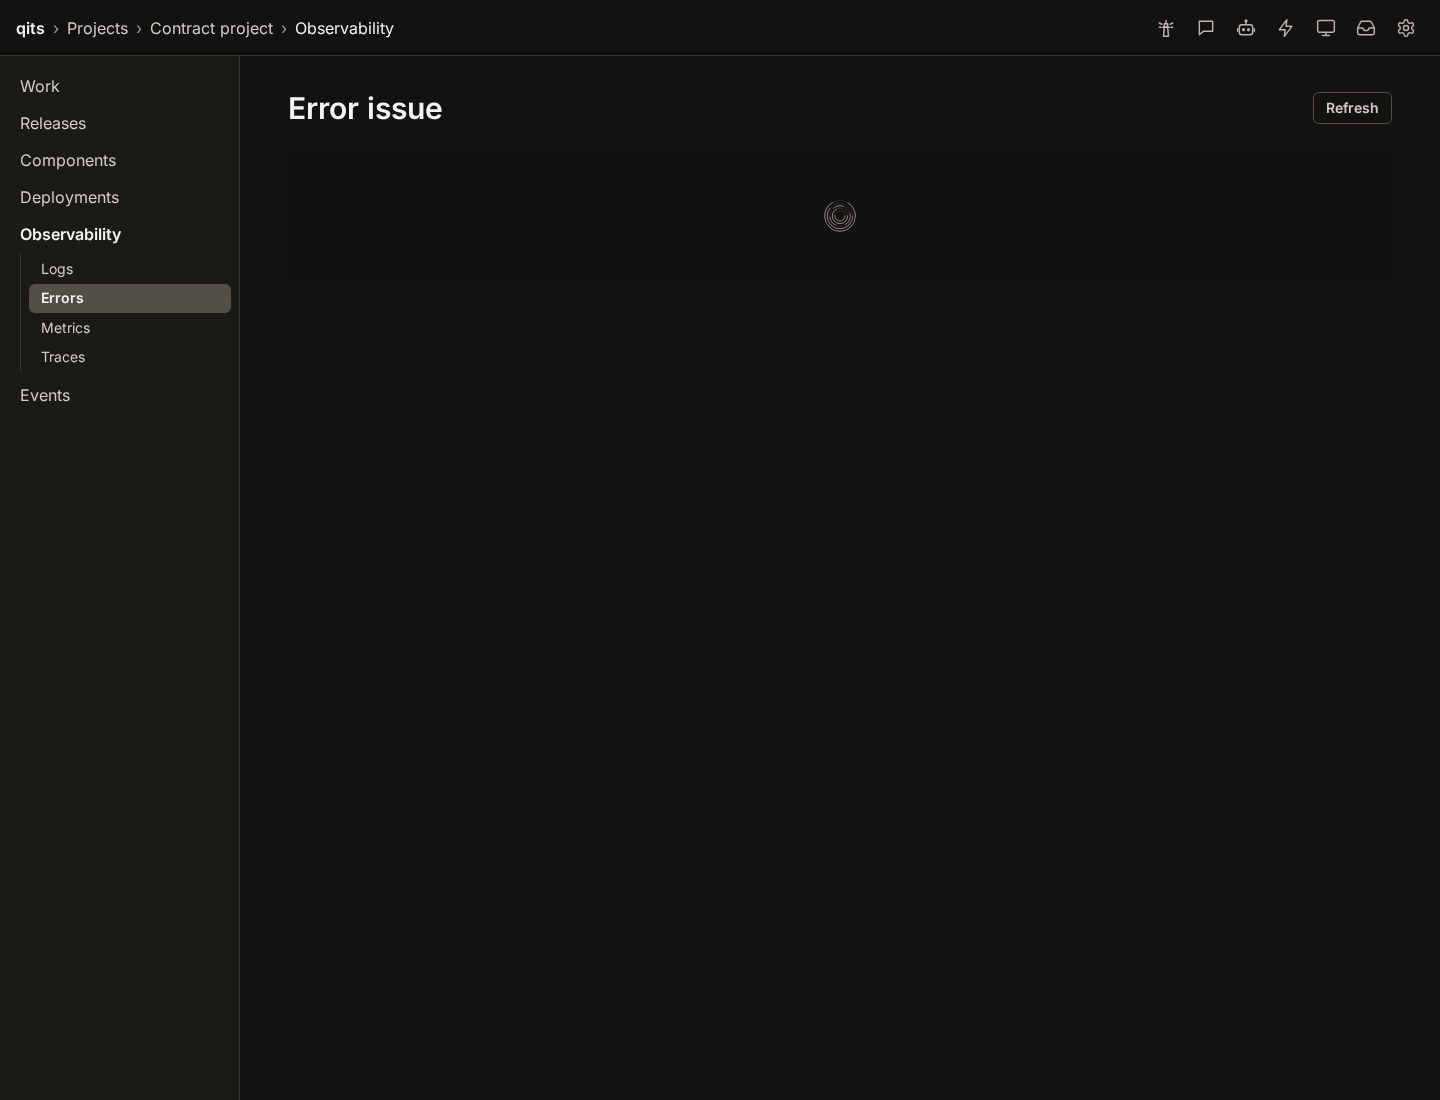 qits › Projects › Contract project › Observability
Work
Releases
Components
Deployments
Observability
Logs
Errors
Metrics
Traces
Events
Error issue
Refresh